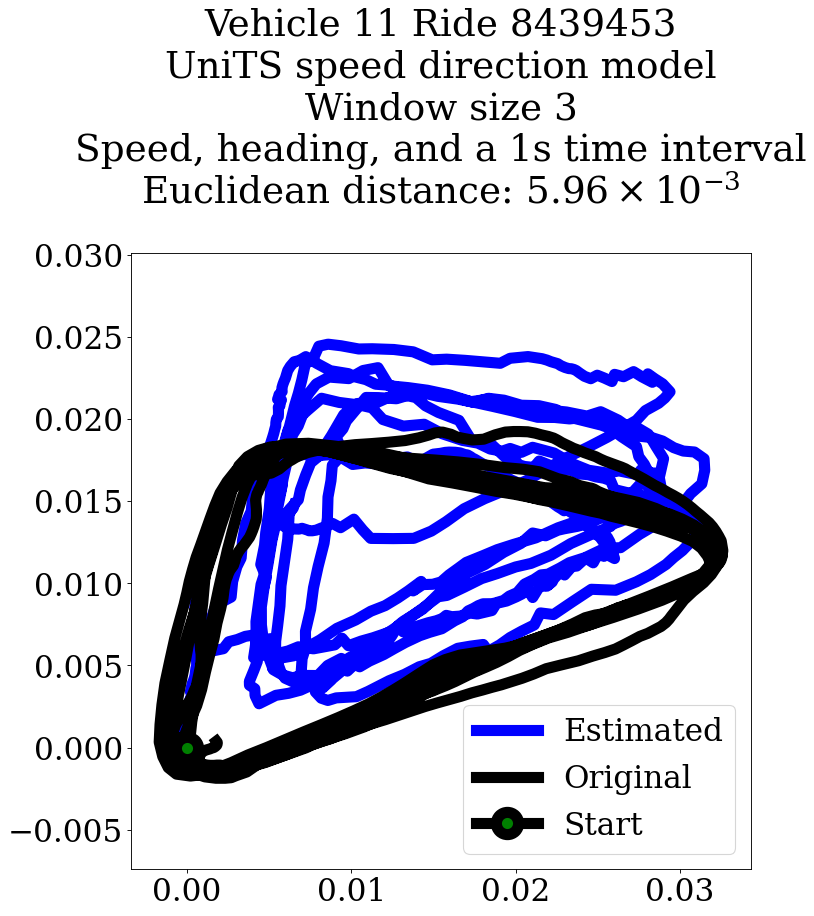 Vehicle 11 Ride 8439453
UniTS speed direction model
Window size 3
Speed, heading, and a 1s time interval
Euclidean distance: 5.96 × 10⁻³
0.030
0.025
0.020
0.015
0.010
0.005
0.000
−0.005
0.00 0.01 0.02 0.03
Estimated
Original
Start